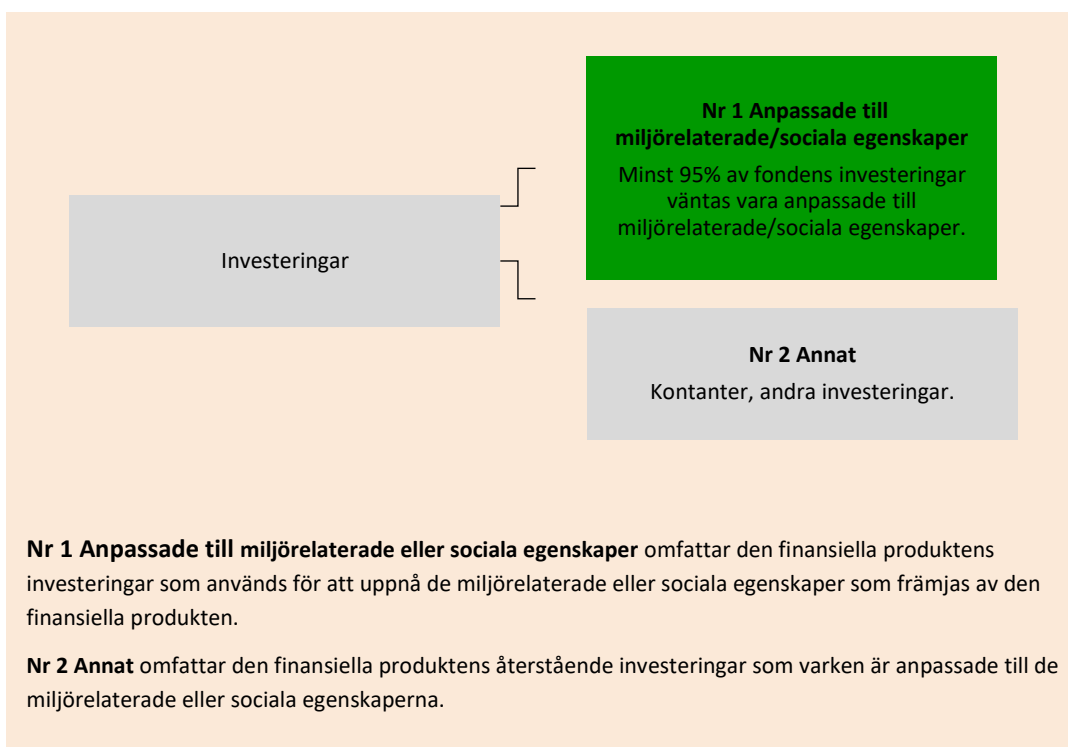 Nr 1 Anpassade till
miljörelaterade/sociala egenskaper
Minst 95% av fondens investeringar
väntas vara anpassade till
miljörelaterade/sociala egenskaper.
Investeringar
Nr 2 Annat
Kontanter, andra investeringar.
Nr 1 Anpassade till miljörelaterade eller sociala egenskaper omfattar den finansiella produktens
investeringar som används för att uppnå de miljörelaterade eller sociala egenskaper som främjas av den
finansiella produkten.
Nr 2 Annat omfattar den finansiella produktens återstående investeringar som varken är anpassade till de
miljörelaterade eller sociala egenskaperna.